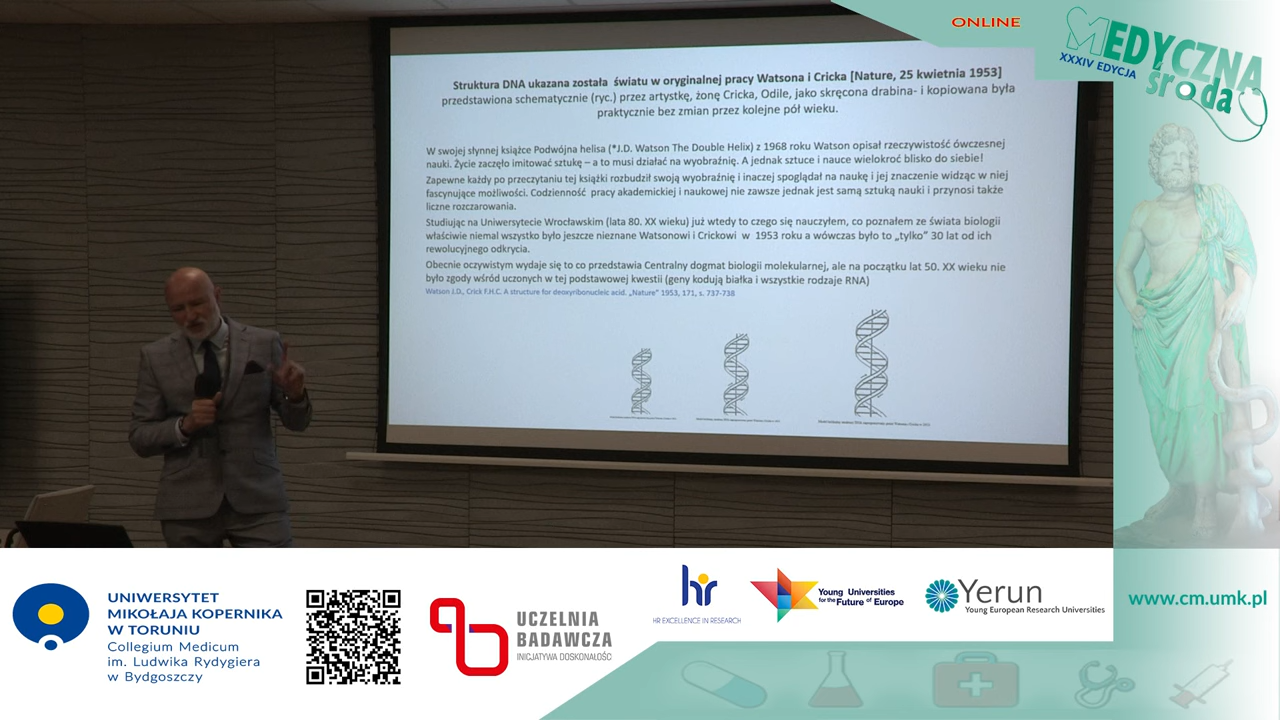 ONLINE
MEDYCZNA
XXXIV EDYCJA
środa
Struktura DNA ukazana została światu w oryginalnej pracy Watsona i Cricka [Nature, 25 kwietnia 1953]
przedstawiona schematycznie (ryc.) przez artystkę, żonę Cricka, Odile, jako skręcona drabina- i kopiowana była
praktycznie bez zmian przez kolejne pół wieku.
W swojej słynnej książce Podwójna helisa (*J.D. Watson The Double Helix) z 1968 roku Watson opisał rzeczywistość ówczesnej
nauki. Życie zaczęło imitować sztukę – a to musi działać na wyobraźnię. A jednak sztuce i nauce wielokroć blisko do siebie!
Zapewne każdy po przeczytaniu tej książki rozbudził swoją wyobraźnię i inaczej spoglądał na naukę i jej znaczenie widząc w niej
fascynujące możliwości. Codzienność pracy akademickiej i naukowej nie zawsze jednak jest samą sztuką nauki i przynosi także
liczne rozczarowania.
Studiując na Uniwersytecie Wrocławskim (lata 80. XX wieku) już wtedy to czego się nauczyłem, co poznałem ze świata biologii
właściwie niemal wszystko było jeszcze nieznane Watsonowi i Crickowi w 1953 roku a wówczas było to „tylko” 30 lat od ich
rewolucyjnego odkrycia.
Obecnie oczywistym wydaje się to co przedstawia Centralny dogmat biologii molekularnej, ale na początku lat 50. XX wieku nie
było zgody wśród uczonych w tej podstawowej kwestii (geny kodują białka i wszystkie rodzaje RNA)
Watson J.D., Crick F.H.C. A structure for deoxyribonucleic acid. „Nature” 1953, 171, s. 737-738
UNIWERSYTET
MIKOŁAJA KOPERNIKA
W TORUNIU
Collegium Medicum
im. Ludwika Rydygiera
w Bydgoszczy
UCZELNIA
BADAWCZA
INICJATYWA DOSKONAŁOŚCI
hr
HR EXCELLENCE IN RESEARCH
Young Universities
for the Future of Europe
Yerun
Young European Research Universities
www.cm.umk.pl